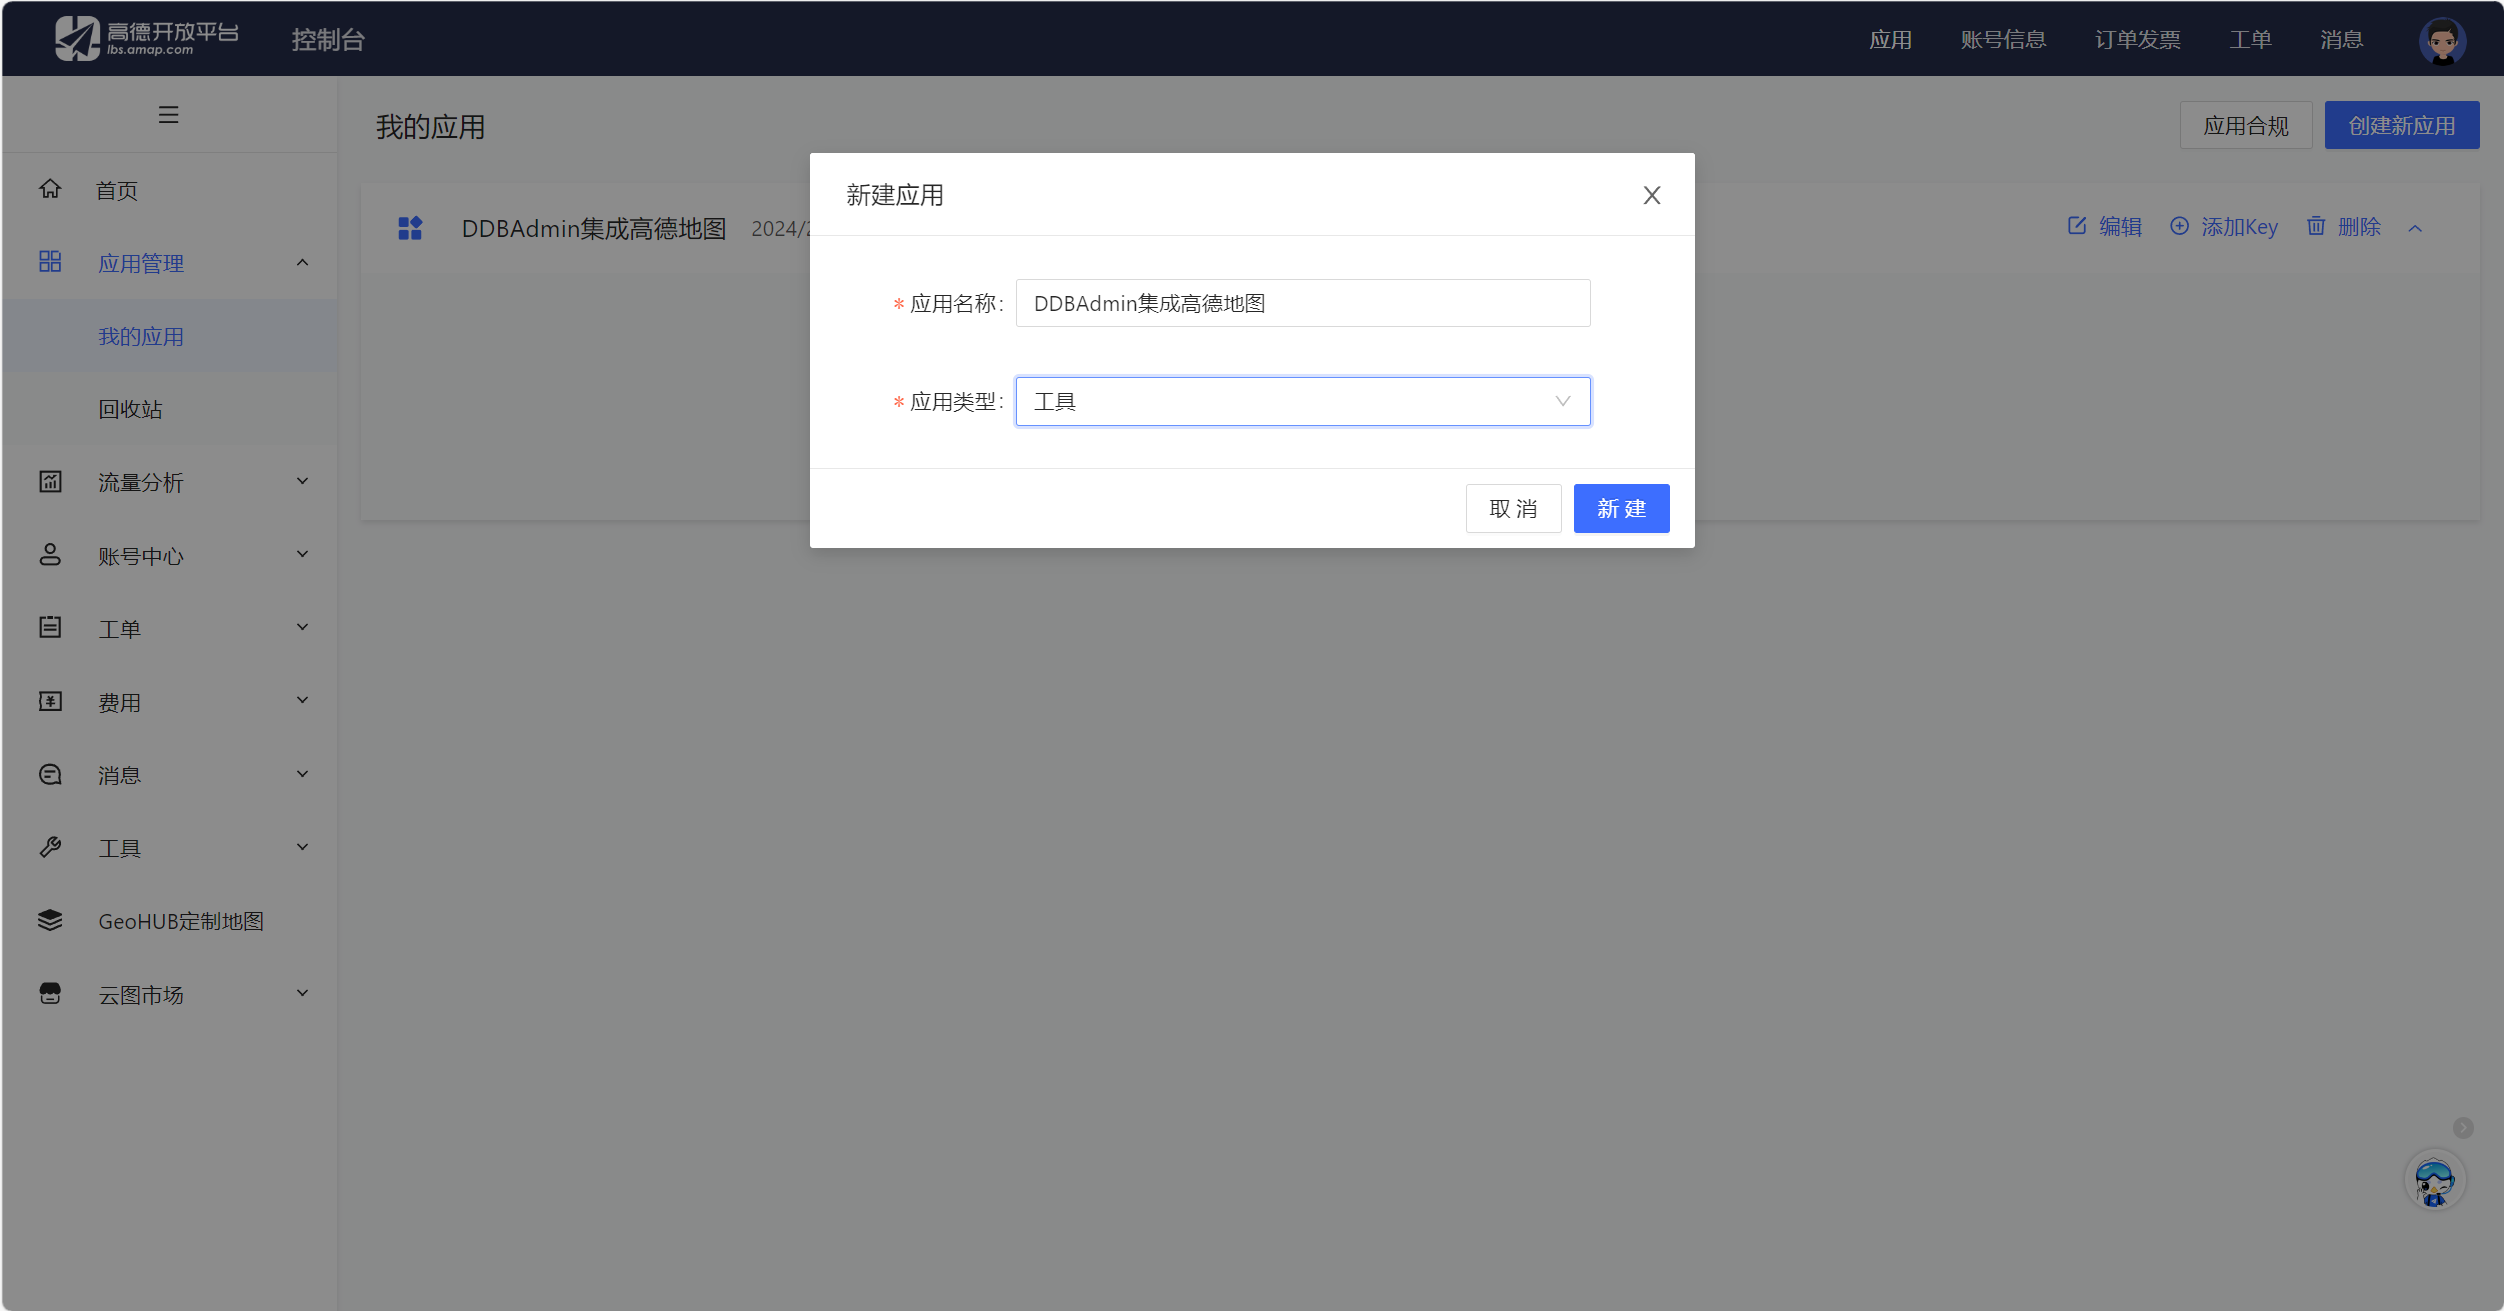 高德开放平台
lbs.amap.com
控制台
应用
账号信息
订单发票
工单
消息
我的应用
应用合规
创建新应用
首页
应用管理
我的应用
回收站
流量分析
账号中心
工单
费用
消息
工具
GeoHUB定制地图
云图市场
DDBAdmin集成高德地图
2024/
编辑
添加Key
删除
新建应用
* 应用名称:
DDBAdmin集成高德地图
* 应用类型:
工具
取 消
新 建